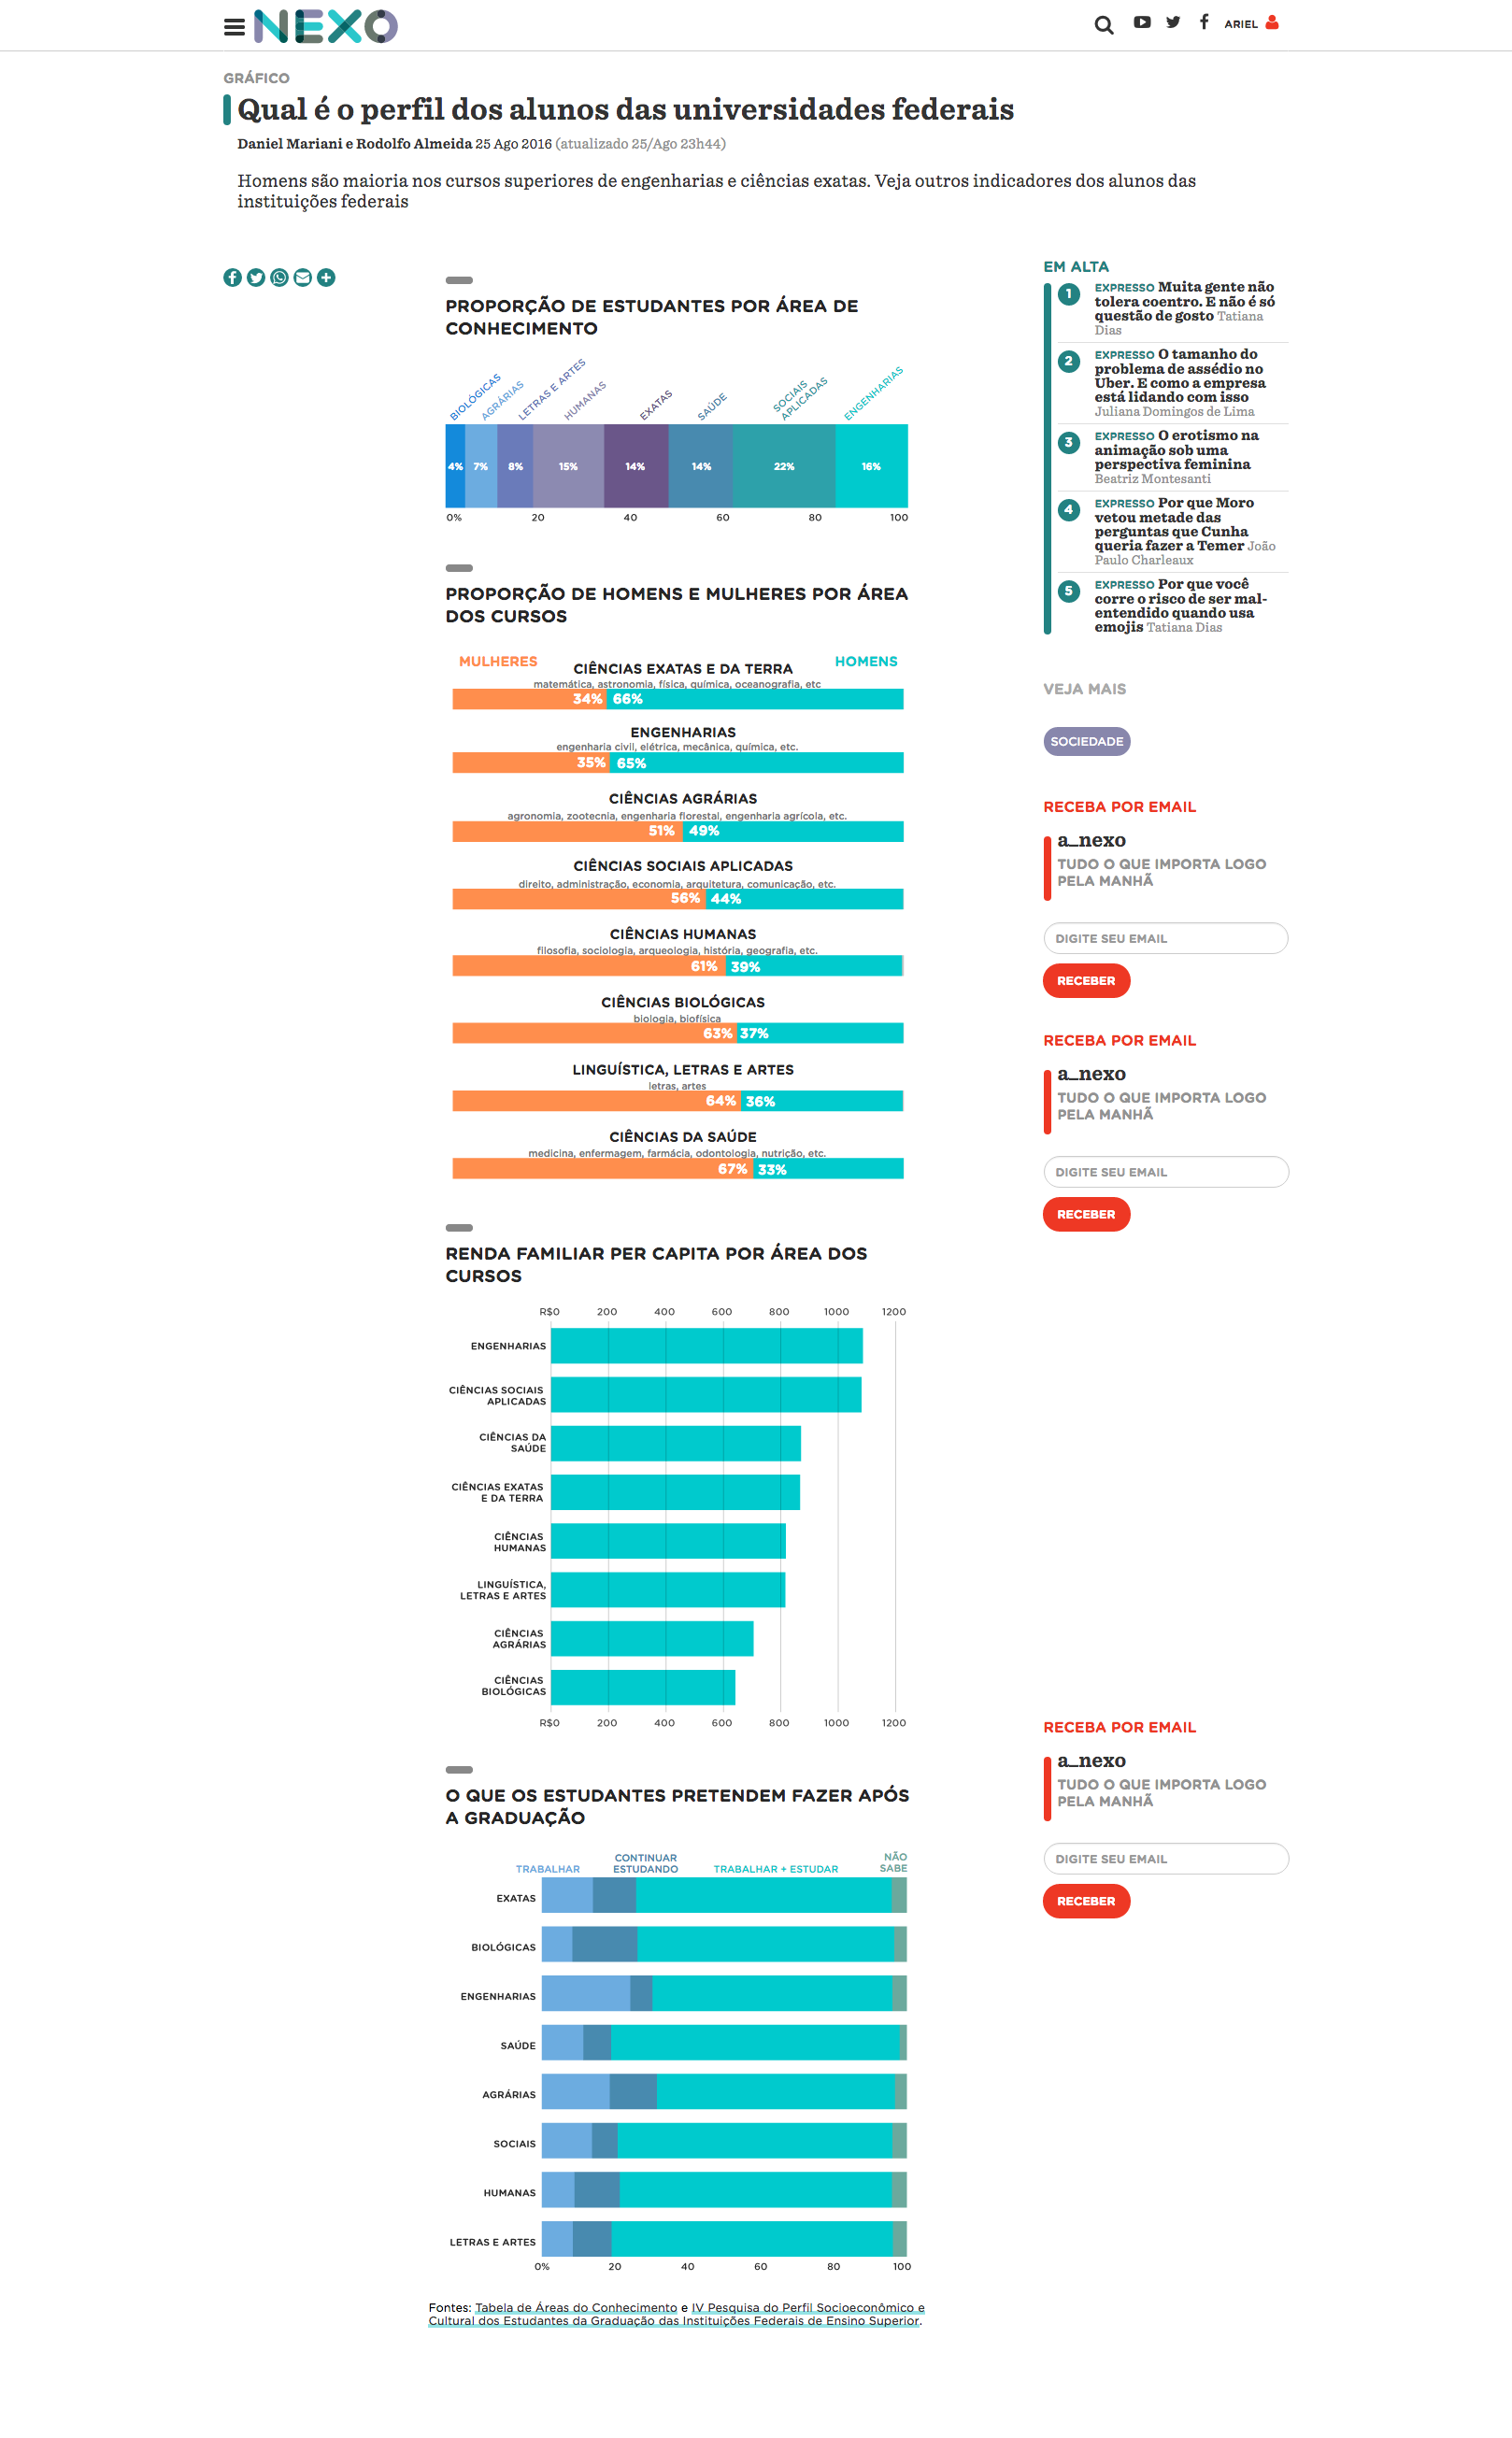 NEXO
ARIEL
GRÁFICO
Qual é o perfil dos alunos das universidades federais
Daniel Mariani e Rodolfo Almeida 25 Ago 2016 (atualizado 25/Ago 23h44)
Homens são maioria nos cursos superiores de engenharias e ciências exatas. Veja outros indicadores dos alunos das
instituições federais
PROPORÇÃO DE ESTUDANTES POR ÁREA DE
CONHECIMENTO
BIOLÓGICAS
AGRÁRIAS
LETRAS E ARTES
HUMANAS
EXATAS
SAÚDE
SOCIAIS
APLICADAS
ENGENHARIAS
4% 7% 8% 15% 14% 14% 22% 16%
0% 20 40 60 80 100
PROPORÇÃO DE HOMENS E MULHERES POR ÁREA
DOS CURSOS
MULHERES
HOMENS
CIÊNCIAS EXATAS E DA TERRA
matemática, astronomia, física, química, oceanografia, etc
34% 66%
ENGENHARIAS
engenharia civil, elétrica, mecânica, química, etc.
35% 65%
CIÊNCIAS AGRÁRIAS
agronomia, zootecnia, engenharia florestal, engenharia agrícola, etc.
51% 49%
CIÊNCIAS SOCIAIS APLICADAS
direito, administração, economia, arquitetura, comunicação, etc.
56% 44%
CIÊNCIAS HUMANAS
filosofia, sociologia, arqueologia, história, geografia, etc.
61% 39%
CIÊNCIAS BIOLÓGICAS
biologia, biofísica
63% 37%
LINGUÍSTICA, LETRAS E ARTES
letras, artes
64% 36%
CIÊNCIAS DA SAÚDE
medicina, enfermagem, farmácia, odontologia, nutrição, etc.
67% 33%
RENDA FAMILIAR PER CAPITA POR ÁREA DOS
CURSOS
R$0 200 400 600 800 1000 1200
ENGENHARIAS
CIÊNCIAS SOCIAIS
APLICADAS
CIÊNCIAS DA
SAÚDE
CIÊNCIAS EXATAS
E DA TERRA
CIÊNCIAS
HUMANAS
LINGUÍSTICA,
LETRAS E ARTES
CIÊNCIAS
AGRÁRIAS
CIÊNCIAS
BIOLÓGICAS
R$0 200 400 600 800 1000 1200
O QUE OS ESTUDANTES PRETENDEM FAZER APÓS
A GRADUAÇÃO
TRABALHAR
CONTINUAR
ESTUDANDO
TRABALHAR + ESTUDAR
NÃO
SABE
EXATAS
BIOLÓGICAS
ENGENHARIAS
SAÚDE
AGRÁRIAS
SOCIAIS
HUMANAS
LETRAS E ARTES
0% 20 40 60 80 100
Fontes: Tabela de Áreas do Conhecimento e IV Pesquisa do Perfil Socioeconômico e
Cultural dos Estudantes da Graduação das Instituições Federais de Ensino Superior.
EM ALTA
1
EXPRESSO Muita gente não
tolera coentro. E não é só
questão de gosto Tatiana
Dias
2
EXPRESSO O tamanho do
problema de assédio no
Uber. E como a empresa
está lidando com isso
Juliana Domingos de Lima
3
EXPRESSO O erotismo na
animação sob uma
perspectiva feminina
Beatriz Montesanti
4
EXPRESSO Por que Moro
vetou metade das
perguntas que Cunha
queria fazer a Temer João
Paulo Charleaux
5
EXPRESSO Por que você
corre o risco de ser mal-
entendido quando usa
emojis Tatiana Dias
VEJA MAIS
SOCIEDADE
RECEBA POR EMAIL
a_nexo
TUDO O QUE IMPORTA LOGO
PELA MANHÃ
DIGITE SEU EMAIL
RECEBER
RECEBA POR EMAIL
a_nexo
TUDO O QUE IMPORTA LOGO
PELA MANHÃ
DIGITE SEU EMAIL
RECEBER
RECEBA POR EMAIL
a_nexo
TUDO O QUE IMPORTA LOGO
PELA MANHÃ
DIGITE SEU EMAIL
RECEBER